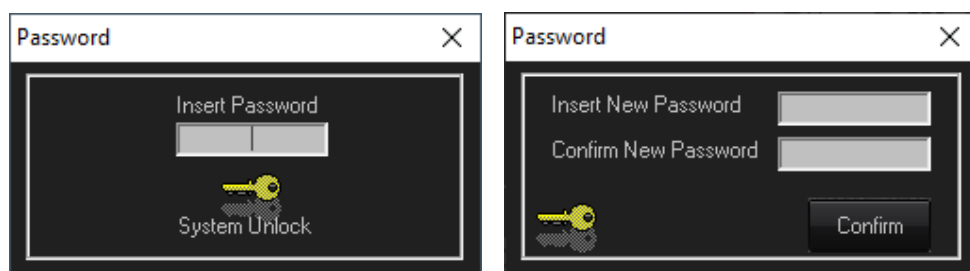 Password
Insert Password
System Unlock
Password
Insert New Password
Confirm New Password
Confirm